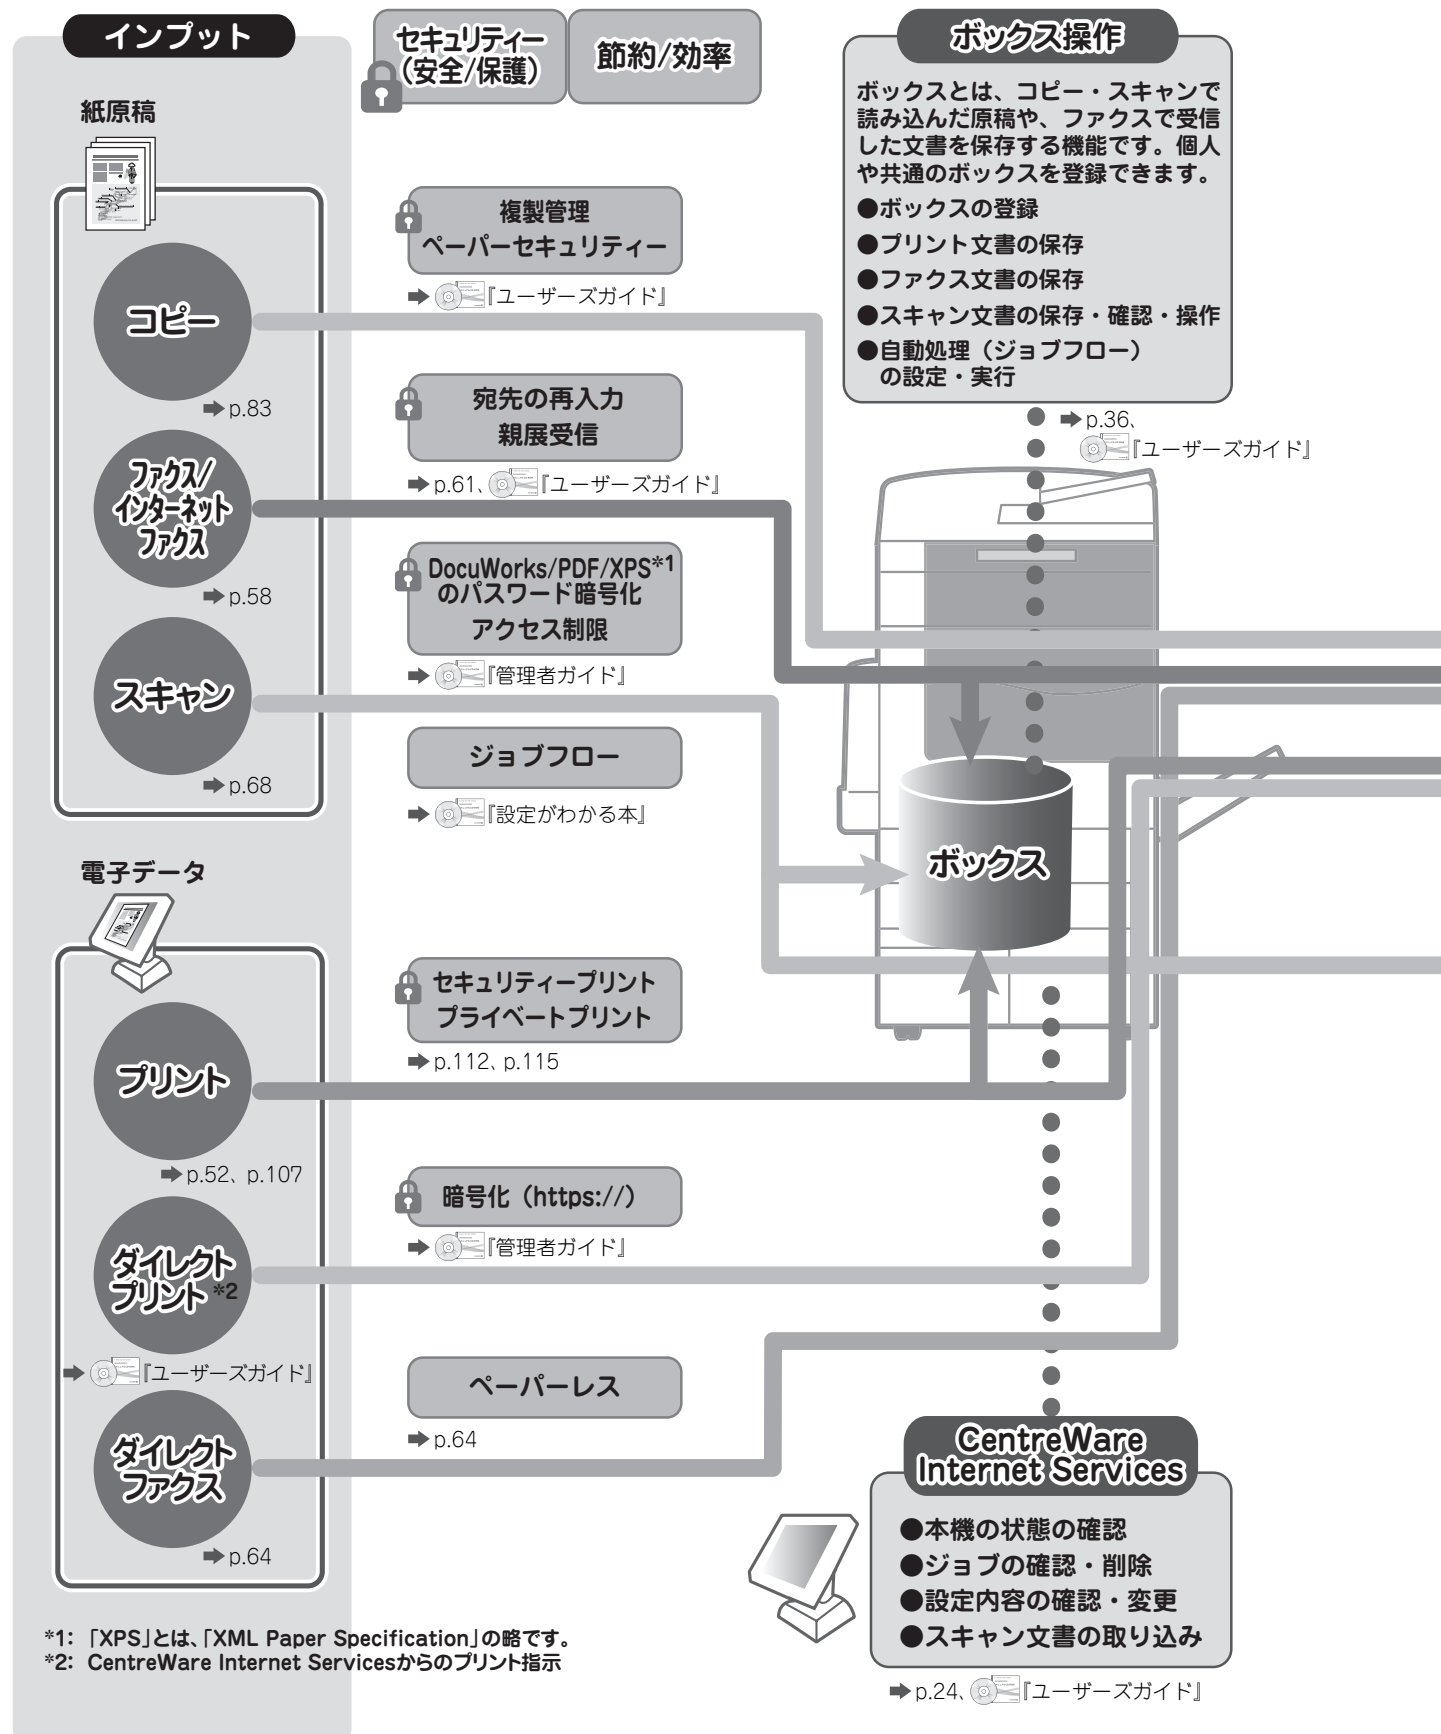 インプット
紙原稿
コピー
➡p.83
ファクス/
インターネット
ファクス
➡p.58
スキャン
➡p.68
電子データ
プリント
➡p.52、p.107
ダイレクト
プリント*2
➡『ユーザーズガイド』
ダイレクト
ファクス
➡p.64
セキュリティー
(安全/保護)
節約/効率
複製管理
ペーパーセキュリティー
➡『ユーザーズガイド』
宛先の再入力
親展受信
➡p.61、『ユーザーズガイド』
DocuWorks/PDF/XPS*1
のパスワード暗号化
アクセス制限
➡『管理者ガイド』
ジョブフロー
➡『設定がわかる本』
セキュリティープリント
プライベートプリント
➡p.112、p.115
暗号化(https://)
➡『管理者ガイド』
ペーパーレス
➡p.64
ボックス操作
ボックスとは、コピー・スキャンで
読み込んだ原稿や、ファクスで受信
した文書を保存する機能です。個人
や共通のボックスを登録できます。
●ボックスの登録
●プリント文書の保存
●ファクス文書の保存
●スキャン文書の保存・確認・操作
●自動処理(ジョブフロー)
の設定・実行
➡p.36、
『ユーザーズガイド』
ボックス
CentreWare
Internet Services
●本機の状態の確認
●ジョブの確認・削除
●設定内容の確認・変更
●スキャン文書の取り込み
➡p.24、『ユーザーズガイド』
*1: 「XPS」とは、「XML Paper Specification」の略です。
*2: CentreWare Internet Servicesからのプリント指示